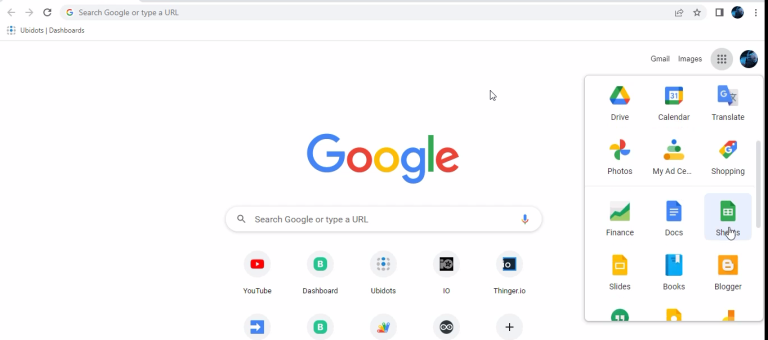 Search Google or type a URL
Ubidots | Dashboards
Gmail Images
Drive Calendar Translate
Photos My Ad Ce... Shopping
Finance Docs Sheets
Slides Books Blogger
Google
Search Google or type a URL
YouTube Dashboard Ubidots IO Thinger.io